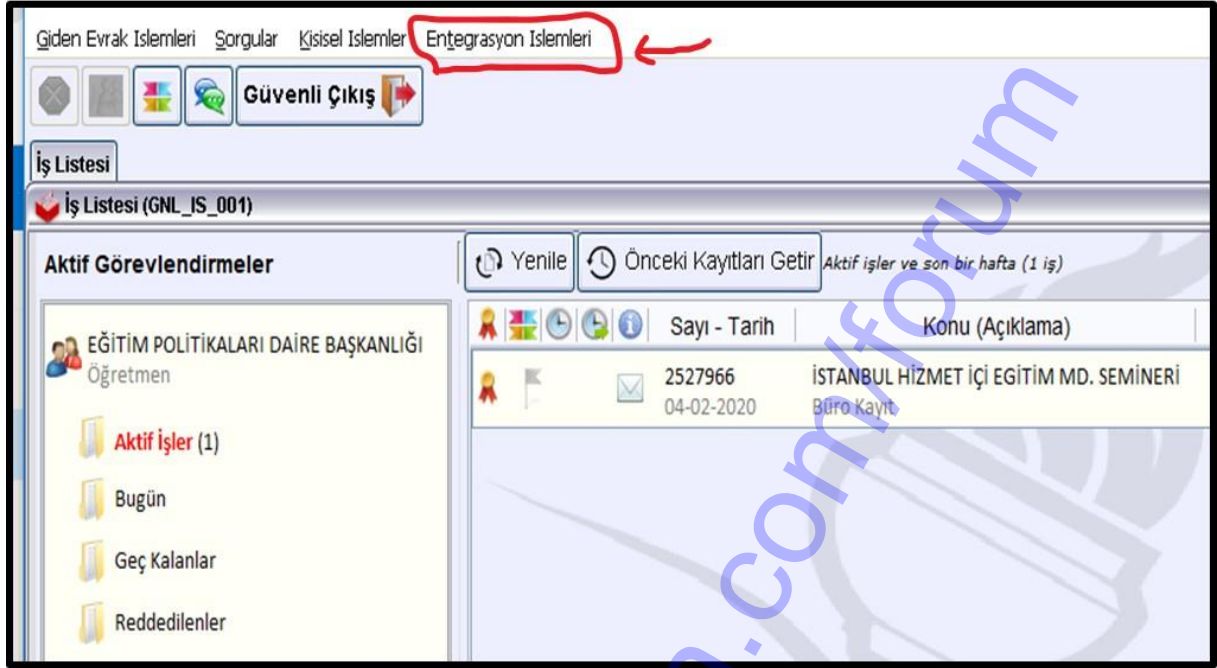 Giden Evrak Islemleri Sorgular Kisisel Islemler Entegrasyon Islemleri
Güvenli Çıkış
İş Listesi
İş Listesi (GNL_IS_001)
Aktif Görevlendirmeler
Yenile Önceki Kayıtları Getir Aktif işler ve son bir hafta (1 iş)
Sayı - Tarih Konu (Açıklama)
EĞİTİM POLİTİKALARI DAİRE BAŞKANLIĞI
Öğretmen
2527966 İSTANBUL HİZMET İÇİ EGİTİM MD. SEMİNERİ
04-02-2020 Büro Kayıt
Aktif İşler (1)
Bugün
Geç Kalanlar
Reddedilenler
.com/forum